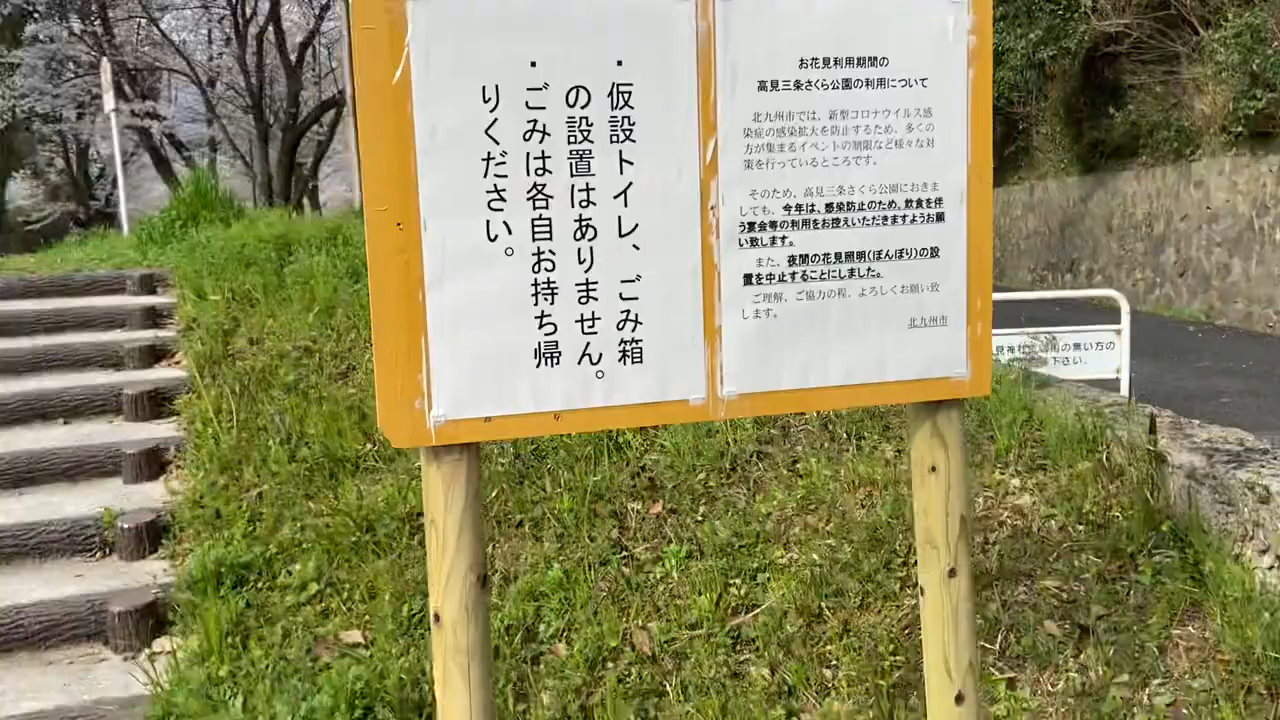 ・仮設トイレ、ごみ箱
の設置はありません。
・ごみは各自お持ち帰
りください。
お花見利用期間の
高見三条さくら公園の利用について
北九州市では、新型コロナウイルス感
染症の感染拡大を防止するため、多くの
方が集まるイベントの制限など様々な対
策を行っているところです。
そのため、高見三条さくら公園におきま
しても、今年は、感染防止のため、飲食を伴
う宴会等の利用をお控えいただきますようお願
い致します。
また、夜間の花見照明(ぼんぼり)の設
置を中止することにしました。
ご理解、ご協力の程、よろしくお願い致
します。
北九州市
見神社
の無い方の
下さい。